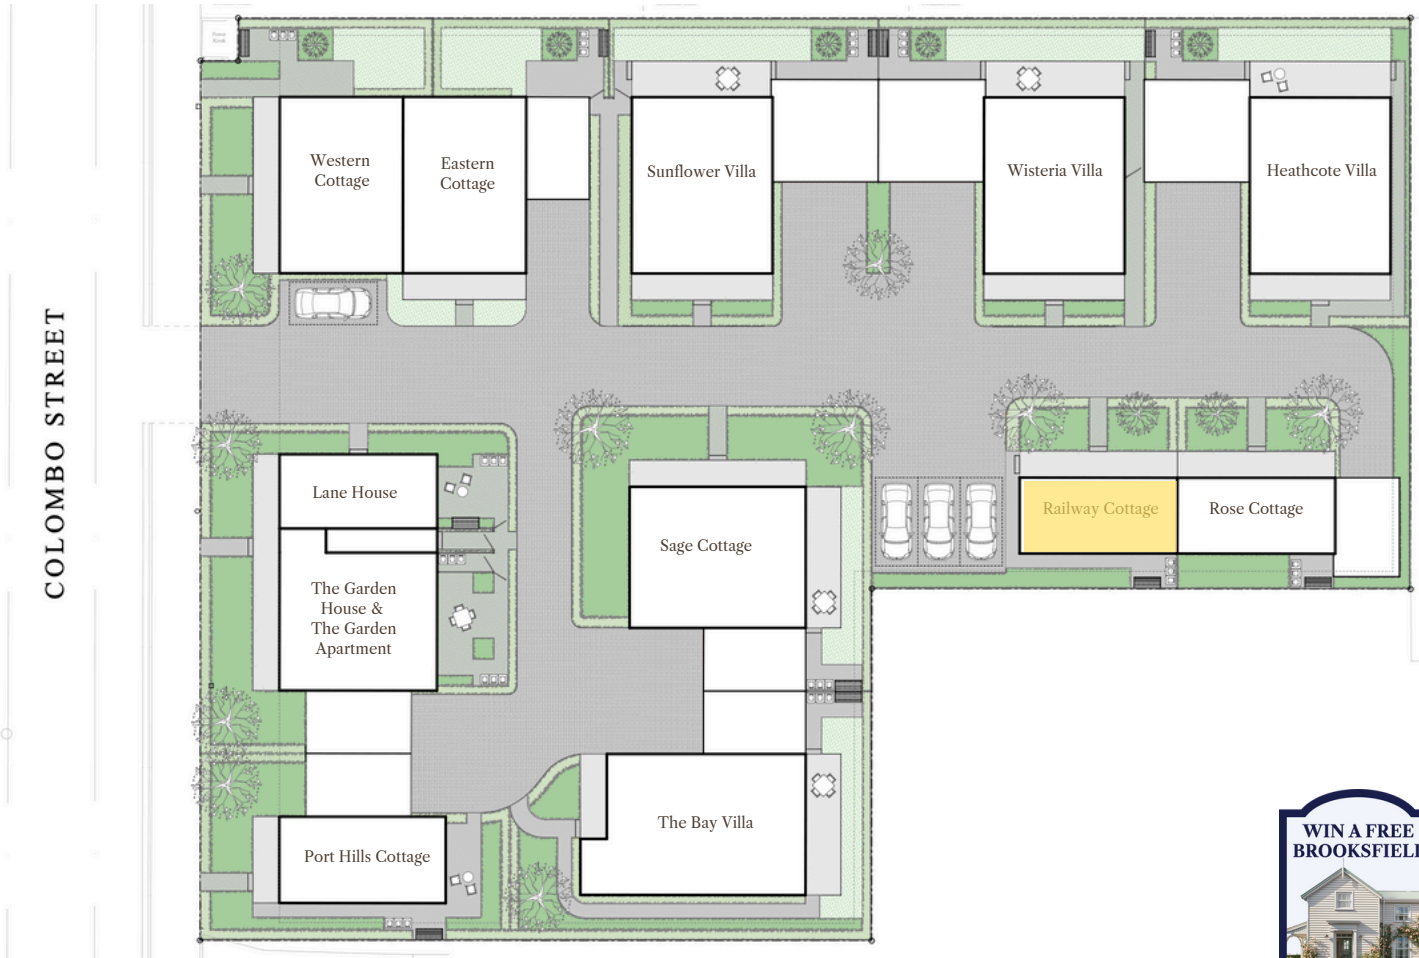 Western
Cottage
Eastern
Cottage
Sunflower Villa
Wisteria Villa
Heathcote Villa
COLOMBO STREET
Lane House
Railway Cottage
Rose Cottage
Sage Cottage
The Garden
House &
The Garden
Apartment
The Bay Villa
Port Hills Cottage
WIN A FREE
BROOKSFIEL